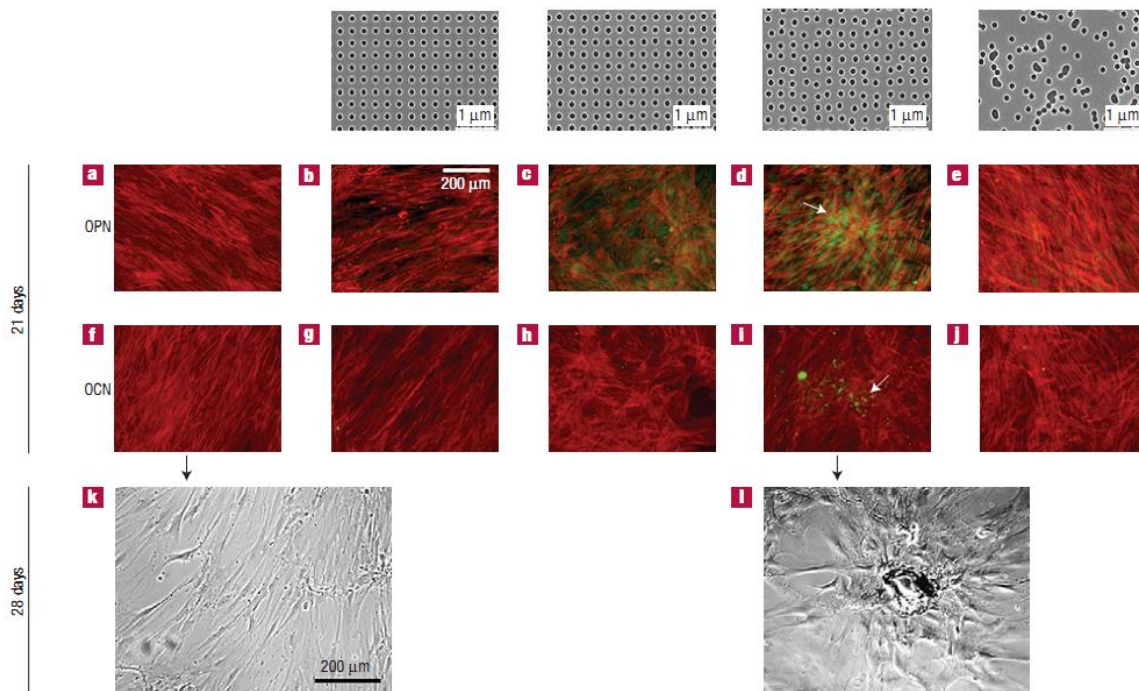 1 μm 1 μm 1 μm 1 μm
a b c d e
200 μm
OPN
21 days
f g h i j
OCN
k l
28 days
200 μm